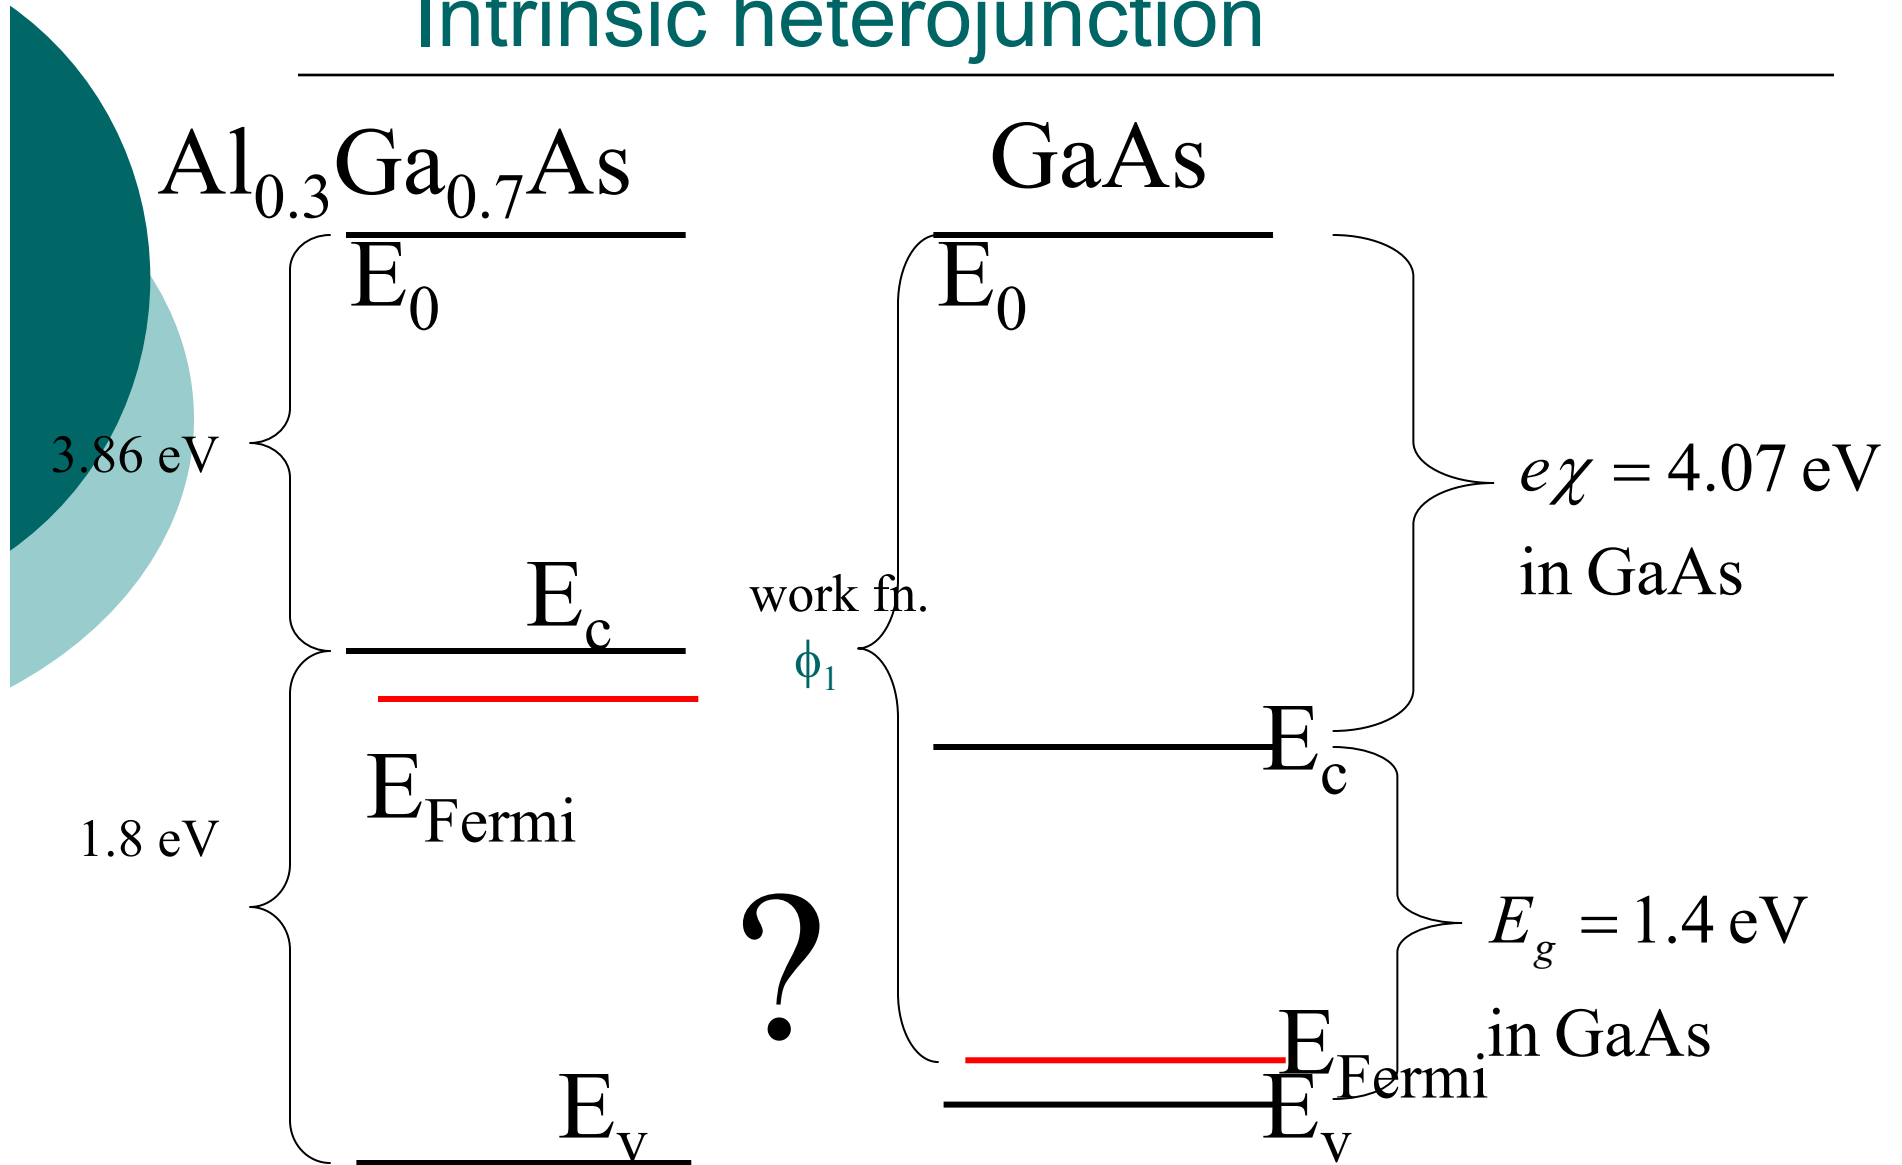 Intrinsic heterojunction
Al0.3Ga0.7As
GaAs
E0
E0
3.86 eV
eχ = 4.07 eV
in GaAs
Ec
work fn.
ϕ1
Ec
EFermi
1.8 eV
?
Eg = 1.4 eV
in GaAs
EFermi
Ev
Ev